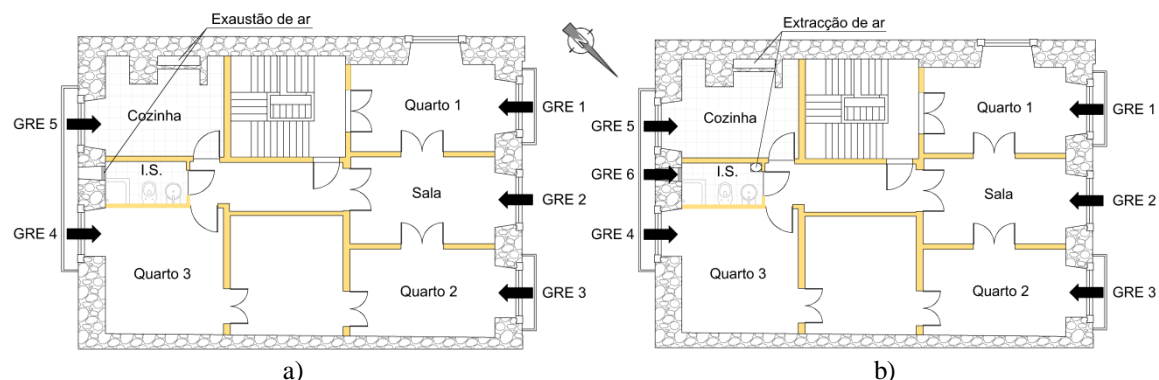 Exaustão de ar
Cozinha
Quarto 1
GRE 1
GRE 5
I.S.
Sala
GRE 2
GRE 4
Quarto 3
Quarto 2
GRE 3
a)
Extracção de ar
Cozinha
Quarto 1
GRE 1
GRE 5
GRE 6
I.S.
Sala
GRE 2
GRE 4
Quarto 3
Quarto 2
GRE 3
b)